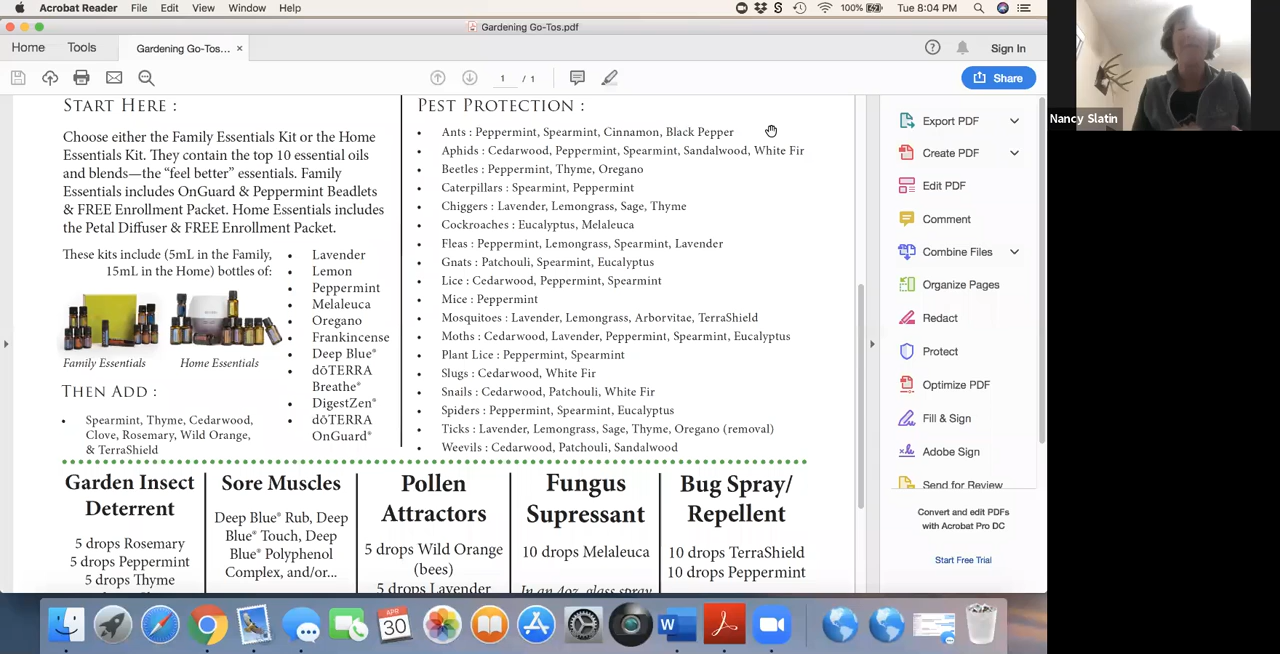 Acrobat Reader File Edit View Window Help
100% Tue 8:04 PM
Gardening Go-Tos.pdf
Home Tools Gardening Go-Tos... × Sign In
1 / 1 Share
START HERE :
Choose either the Family Essentials Kit or the Home
Essentials Kit. They contain the top 10 essential oils
and blends—the “feel better” essentials. Family
Essentials includes OnGuard & Peppermint Beadlets
& FREE Enrollment Packet. Home Essentials includes
the Petal Diffuser & FREE Enrollment Packet.
These kits include (5mL in the Family,
15mL in the Home) bottles of:
• Lavender
• Lemon
• Peppermint
• Melaleuca
• Oregano
• Frankincense
• Deep Blue®
• dōTERRA
Breathe®
• DigestZen®
• dōTERRA
OnGuard®
Family Essentials Home Essentials
THEN ADD :
• Spearmint, Thyme, Cedarwood,
Clove, Rosemary, Wild Orange,
& TerraShield
PEST PROTECTION :
• Ants : Peppermint, Spearmint, Cinnamon, Black Pepper
• Aphids : Cedarwood, Peppermint, Spearmint, Sandalwood, White Fir
• Beetles : Peppermint, Thyme, Oregano
• Caterpillars : Spearmint, Peppermint
• Chiggers : Lavender, Lemongrass, Sage, Thyme
• Cockroaches : Eucalyptus, Melaleuca
• Fleas : Peppermint, Lemongrass, Spearmint, Lavender
• Gnats : Patchouli, Spearmint, Eucalyptus
• Lice : Cedarwood, Peppermint, Spearmint
• Mice : Peppermint
• Mosquitoes : Lavender, Lemongrass, Arborvitae, TerraShield
• Moths : Cedarwood, Lavender, Peppermint, Spearmint, Eucalyptus
• Plant Lice : Peppermint, Spearmint
• Slugs : Cedarwood, White Fir
• Snails : Cedarwood, Patchouli, White Fir
• Spiders : Peppermint, Spearmint, Eucalyptus
• Ticks : Lavender, Lemongrass, Sage, Thyme, Oregano (removal)
• Weevils : Cedarwood, Patchouli, Sandalwood
Garden Insect
Deterrent
5 drops Rosemary
5 drops Peppermint
5 drops Thyme
Sore Muscles
Deep Blue® Rub, Deep
Blue® Touch, Deep
Blue® Polyphenol
Complex, and/or...
Pollen
Attractors
5 drops Wild Orange
(bees)
5 drops Lavender
Fungus
Supressant
10 drops Melaleuca
In an 4oz. glass spray
Bug Spray/
Repellent
10 drops TerraShield
10 drops Peppermint
Export PDF
Create PDF
Edit PDF
Comment
Combine Files
Organize Pages
Redact
Protect
Optimize PDF
Fill & Sign
Adobe Sign
Send for Review
Convert and edit PDFs
with Acrobat Pro DC
Start Free Trial
Nancy Slatin
APR
30
W